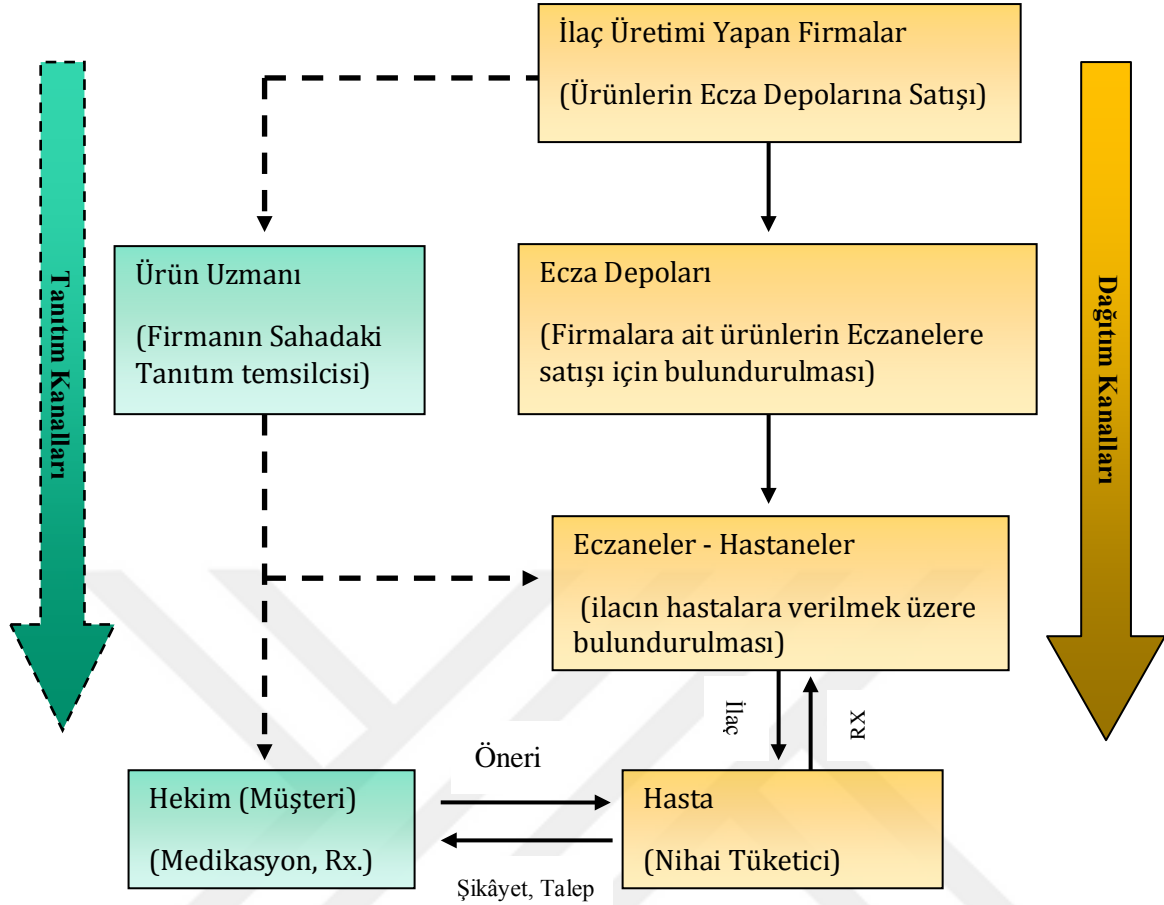 İlaç Üretimi Yapan Firmalar
(Ürünlerin Ecza Depolarına Satışı)
Tanıtım Kanalları
Ürün Uzmanı
(Firmanın Sahadaki
Tanıtım temsilcisi)
Ecza Depoları
(Firmalara ait ürünlerin Eczanelere
satışı için bulundurulması)
Dağıtım Kanalları
Eczaneler - Hastaneler
(ilacın hastalara verilmek üzere
bulundurulması)
İlaç
RX
Hekim (Müşteri)
(Medikasyon, Rx.)
Öneri
Şikâyet, Talep
Hasta
(Nihai Tüketici)